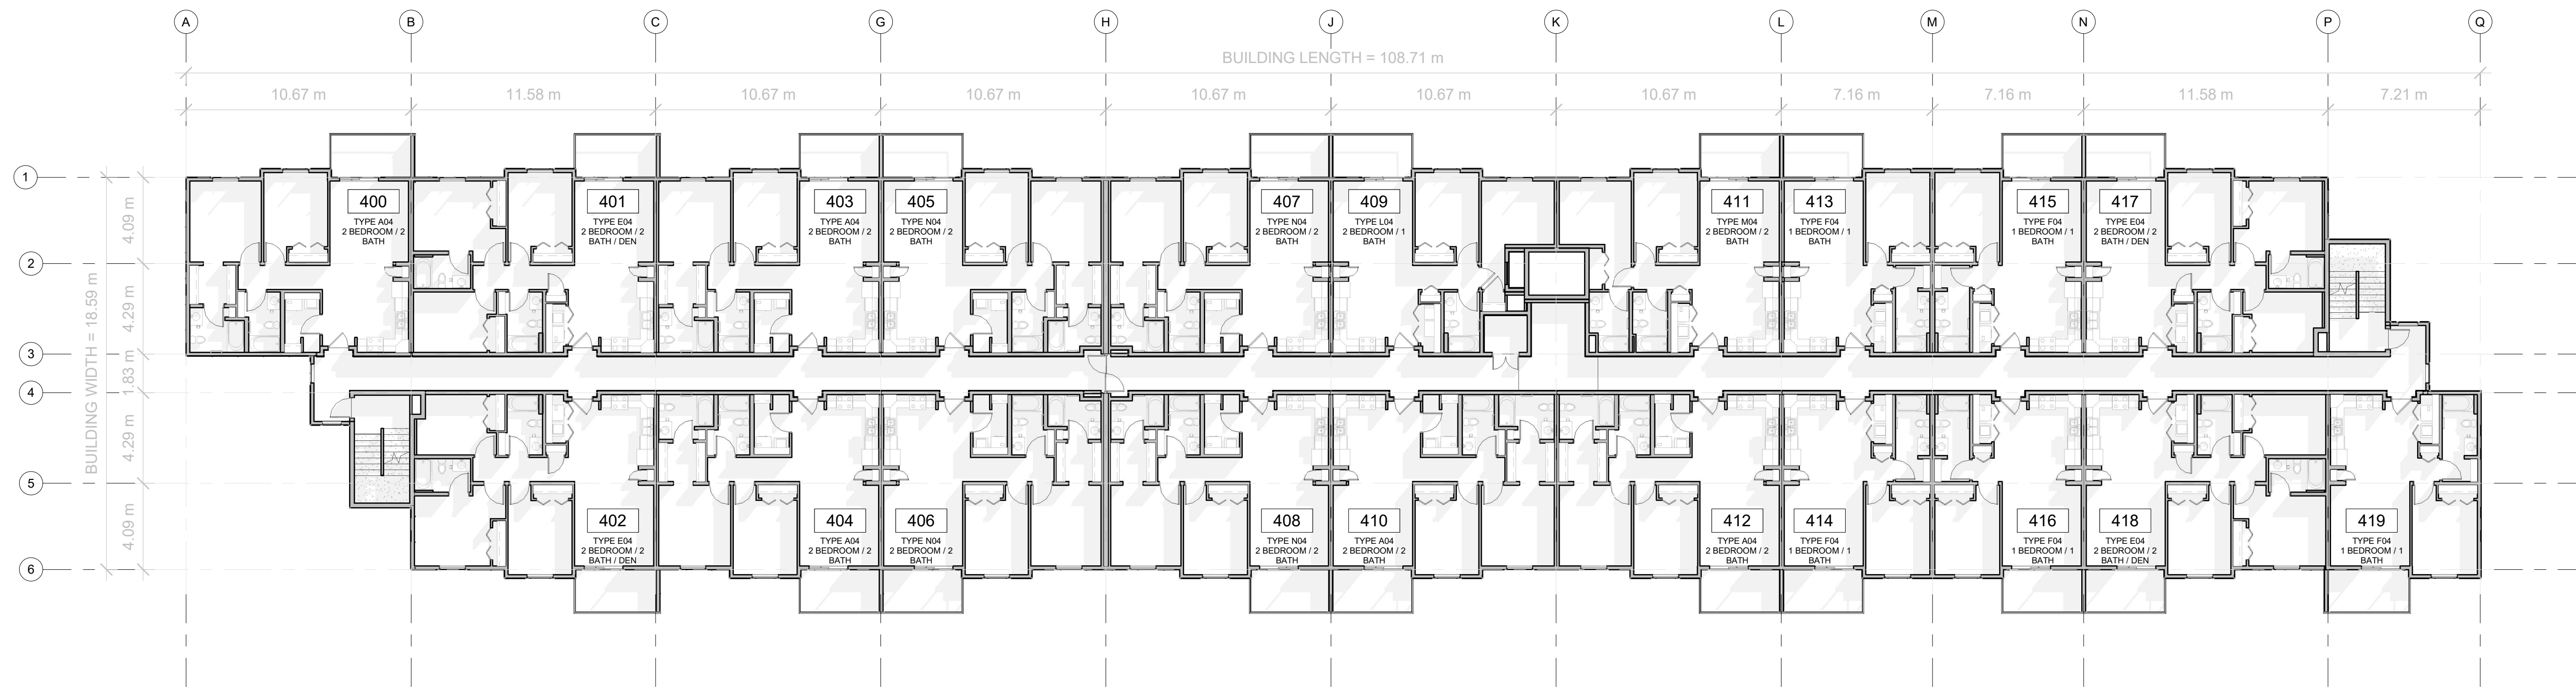 A B C G H J K L M N P Q
BUILDING LENGTH = 108.71 m
10.67 m 11.58 m 10.67 m 10.67 m 10.67 m 10.67 m 10.67 m 7.16 m 7.16 m 11.58 m 7.21 m
1
2
3
4
5
6
BUILDING WIDTH = 18.59 m
4.09 m
4.29 m
1.83 m
4.29 m
4.09 m
400
TYPE A04
2 BEDROOM / 2
BATH
401
TYPE E04
2 BEDROOM / 2
BATH / DEN
403
TYPE A04
2 BEDROOM / 2
BATH
405
TYPE N04
2 BEDROOM / 2
BATH
407
TYPE N04
2 BEDROOM / 2
BATH
409
TYPE L04
2 BEDROOM / 1
BATH
411
TYPE M04
2 BEDROOM / 2
BATH
413
TYPE F04
1 BEDROOM / 1
BATH
415
TYPE F04
1 BEDROOM / 1
BATH
417
TYPE E04
2 BEDROOM / 2
BATH / DEN
402
TYPE E04
2 BEDROOM / 2
BATH / DEN
404
TYPE A04
2 BEDROOM / 2
BATH
406
TYPE N04
2 BEDROOM / 2
BATH
408
TYPE N04
2 BEDROOM / 2
BATH
410
TYPE A04
2 BEDROOM / 2
BATH
412
TYPE A04
2 BEDROOM / 2
BATH
414
TYPE F04
1 BEDROOM / 1
BATH
416
TYPE F04
1 BEDROOM / 1
BATH
418
TYPE E04
2 BEDROOM / 2
BATH / DEN
419
TYPE F04
1 BEDROOM / 1
BATH